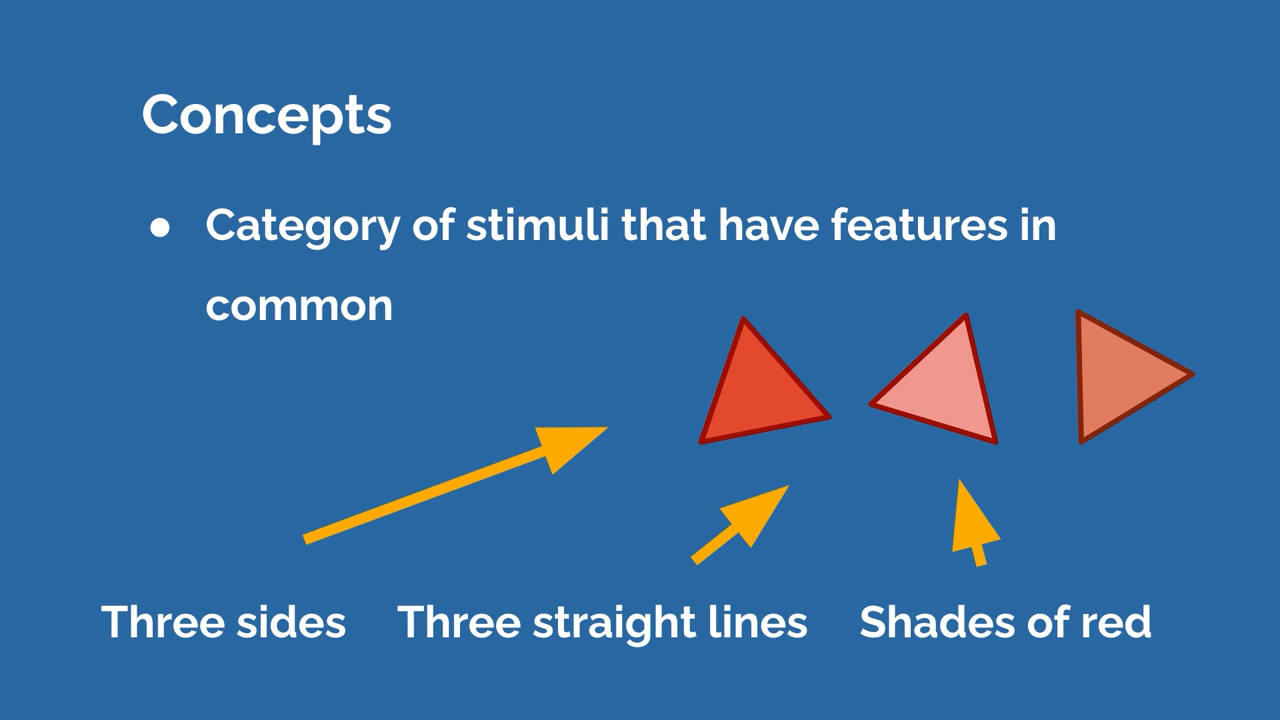 Concepts
● Category of stimuli that have features in
common
Three sides Three straight lines Shades of red